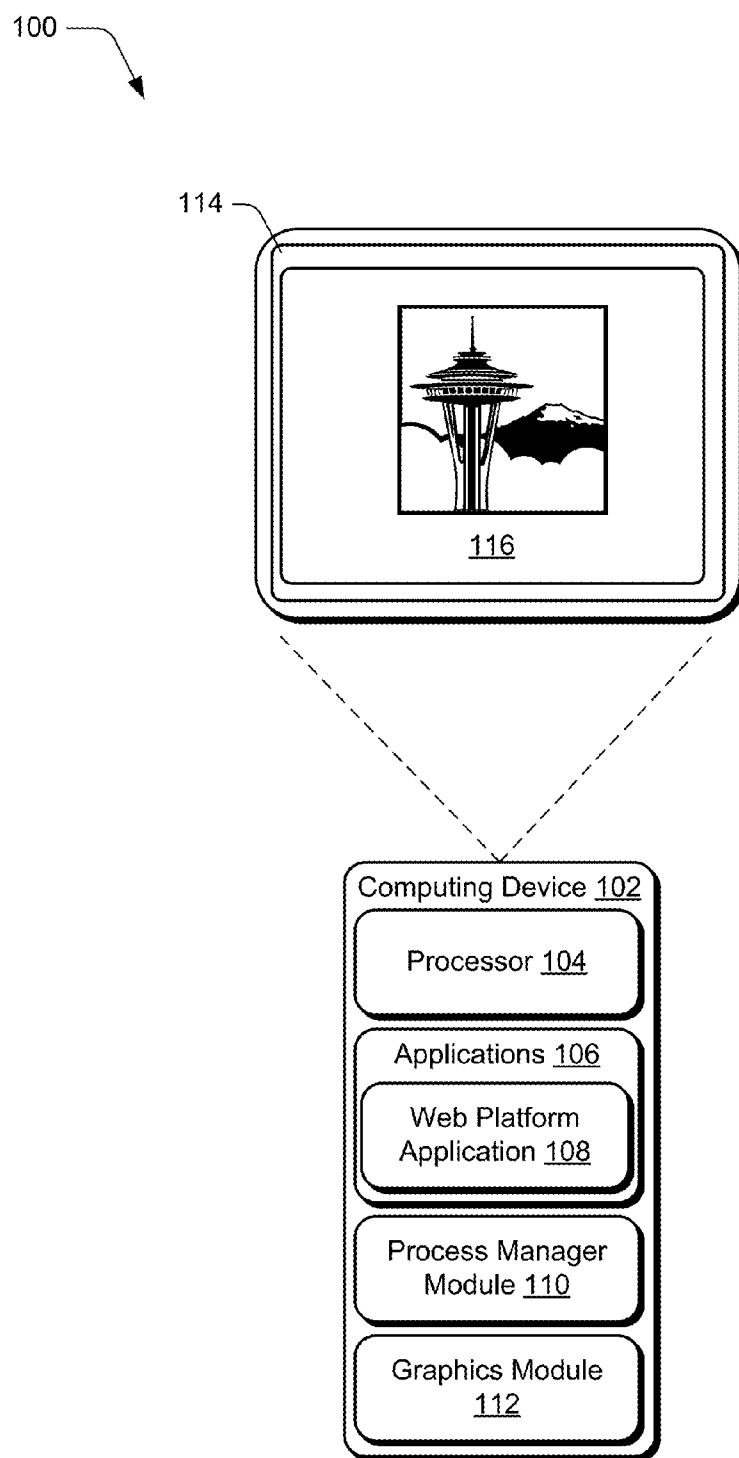 100
114
116
Computing Device 102
Processor 104
Applications 106
Web Platform
Application 108
Process Manager
Module 110
Graphics Module
112